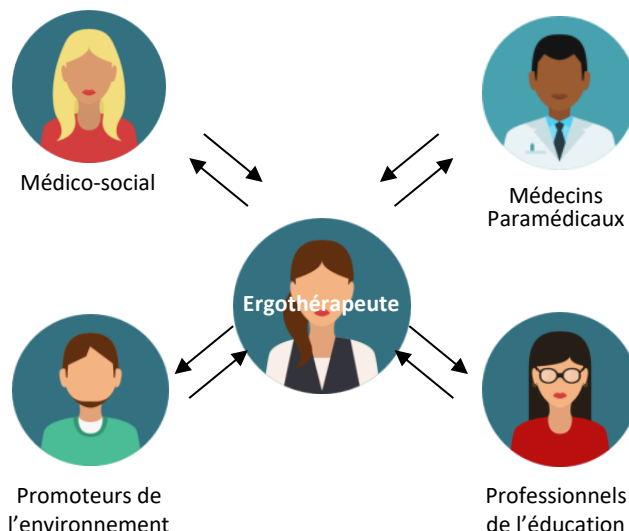 Médico-social
Médecins
Paramédicaux
Ergothérapeute
Promoteurs de
l’environnement
Professionnels
de l’éducation